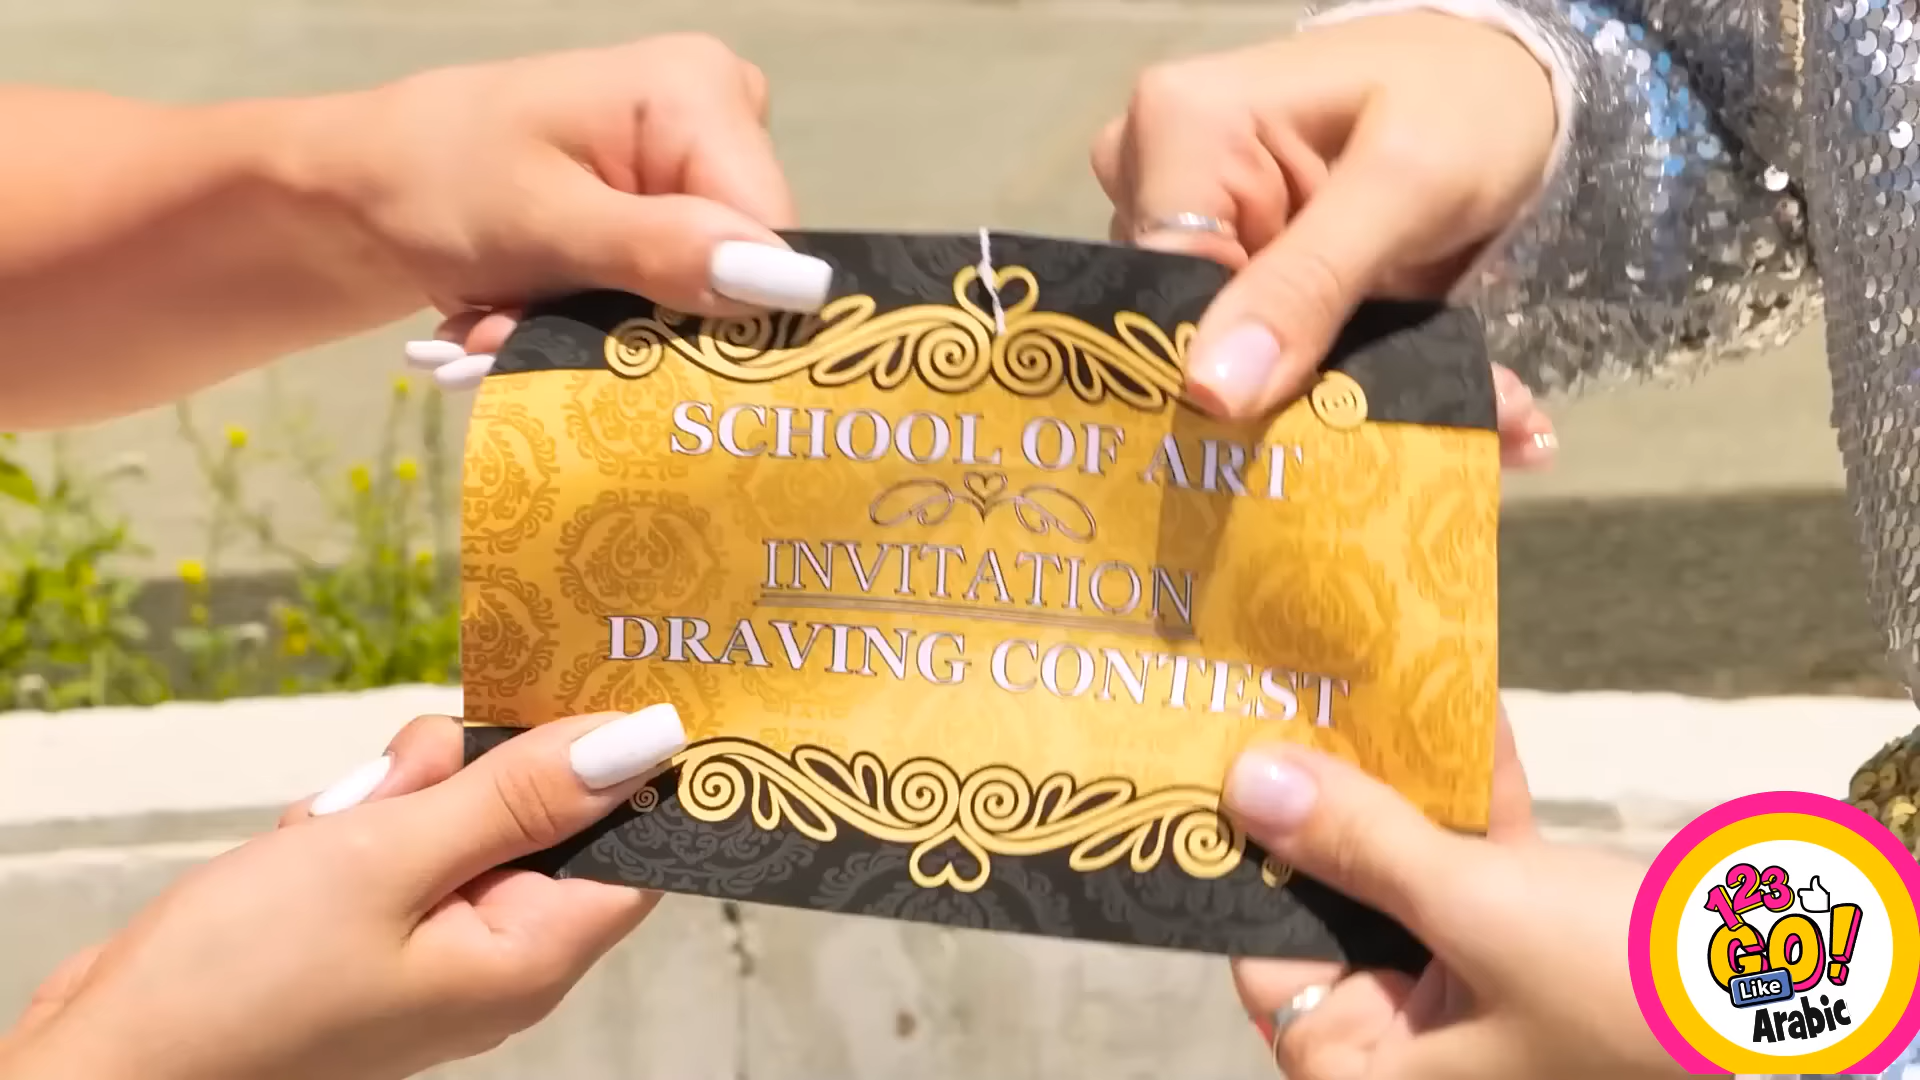 SCHOOL OF ART
INVITATION
DRAVING CONTEST
123
GO!
Like
Arabic